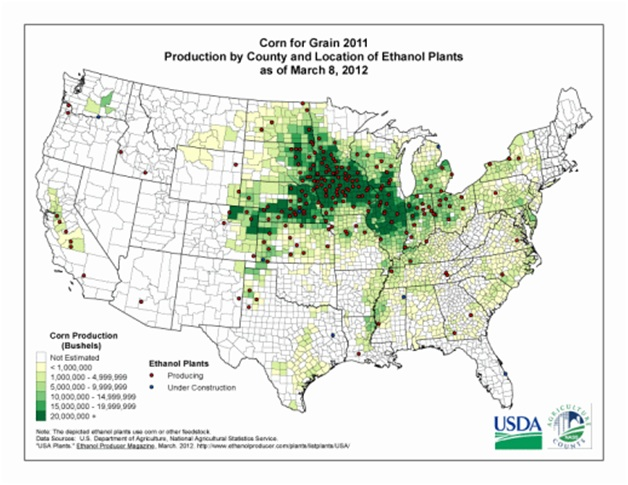 Corn for Grain 2011
Production by County and Location of Ethanol Plants
as of March 8, 2012
Corn Production
(Bushels)
Not Estimated
< 1,000,000
1,000,000 - 4,999,999
5,000,000 - 9,999,999
10,000,000 - 14,999,999
15,000,000 - 19,999,999
20,000,000 +
Ethanol Plants
Producing
Under Construction
Note: The depicted ethanol plants use corn or other feedstock.
Data Sources: U.S. Department of Agriculture, National Agricultural Statistics Service.
"USA Plants." Ethanol Producer Magazine, March. 2012. http://www.ethanolproducer.com/plants/listplants/USA/
USDA
AGRICULTURE
COUNTS